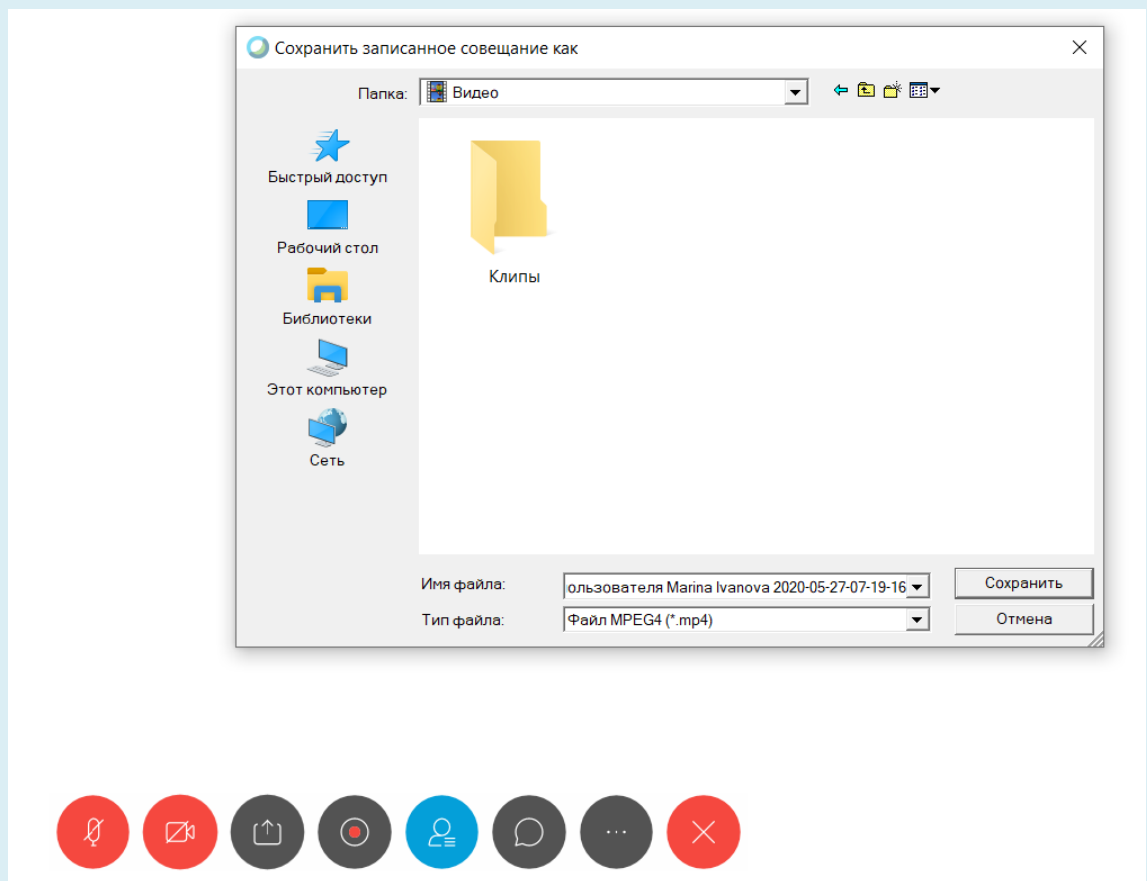 Сохранить записанное совещание как
Папка: Видео
Быстрый доступ
Рабочий стол
Библиотеки
Этот компьютер
Сеть
Клипы
Имя файла: ользователя Marina Ivanova 2020-05-27-07-19-16 Сохранить
Тип файла: Файл MPEG4 (*.mp4) Отмена